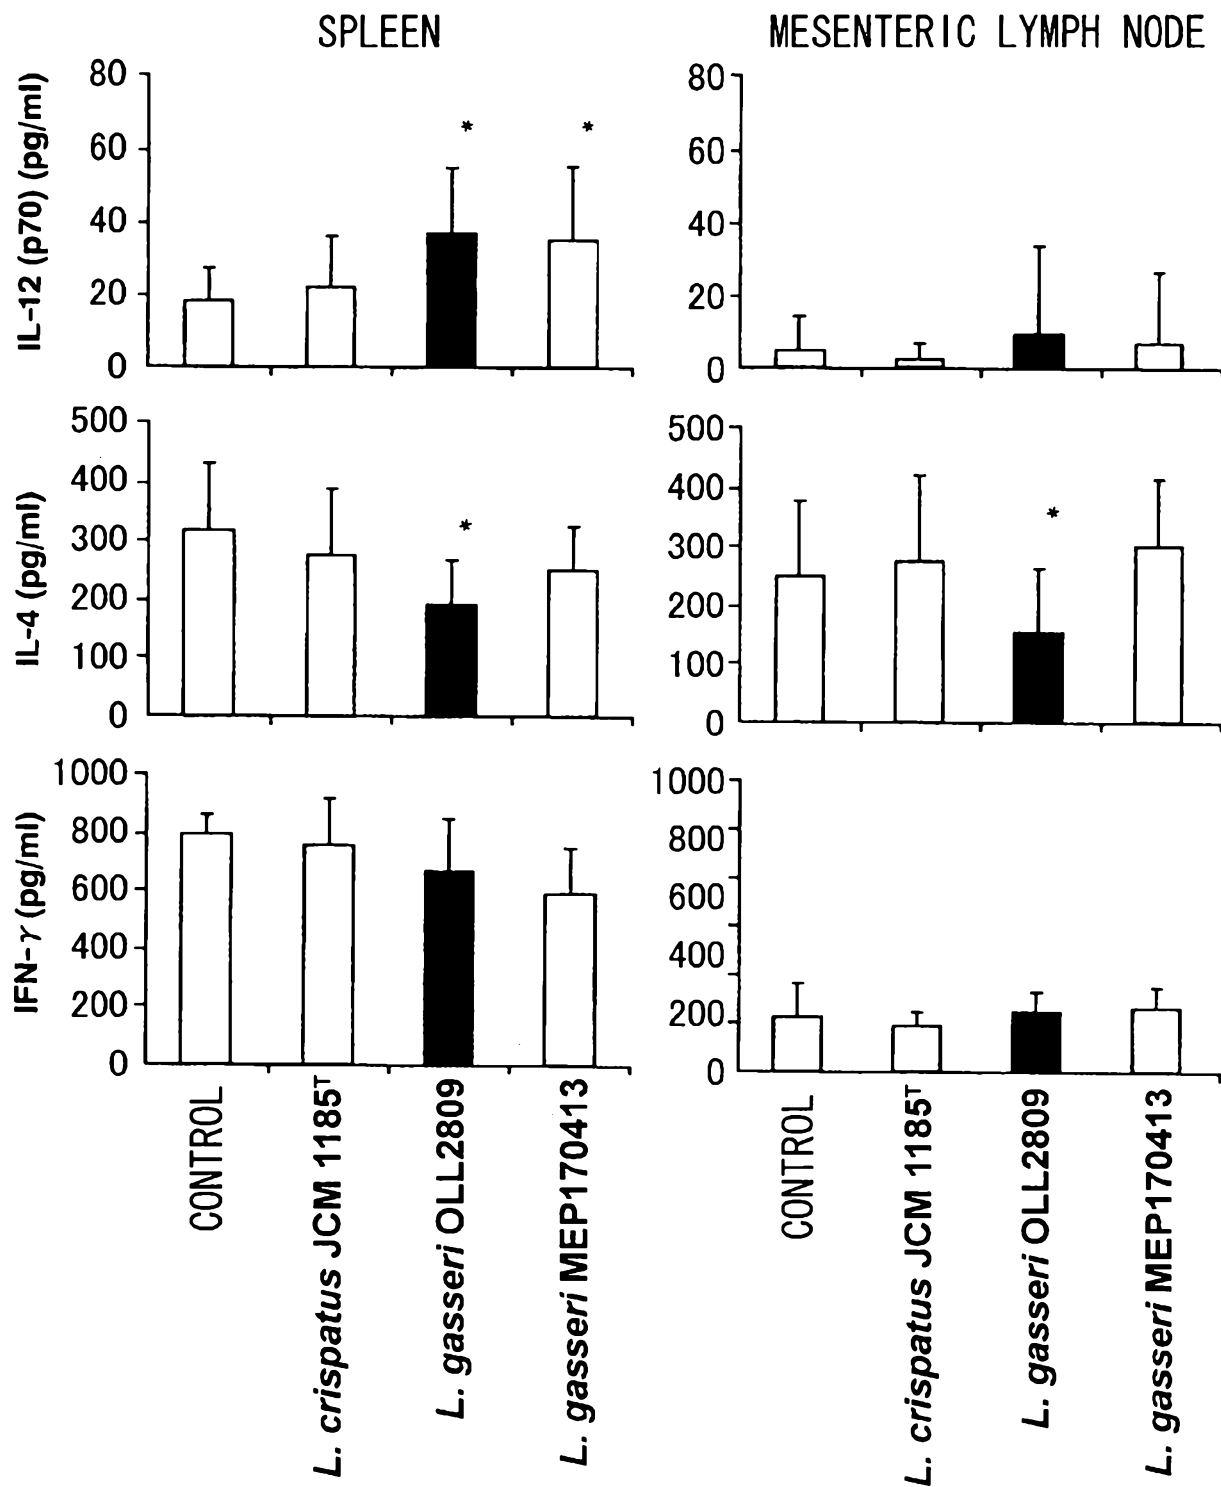 SPLEEN
MESENTERIC LYMPH NODE
IL-12 (p70) (pg/ml)
80
60
40
20
0
*
*
80
60
40
20
0
IL-4 (pg/ml)
500
400
300
200
100
0
*
500
400
300
200
100
0
*
IFN-γ (pg/ml)
1000
800
600
400
200
0
1000
800
600
400
200
0
CONTROL
L. crispatus JCM 1185ᵀ
L. gasseri OLL2809
L. gasseri MEP170413
CONTROL
L. crispatus JCM 1185ᵀ
L. gasseri OLL2809
L. gasseri MEP170413